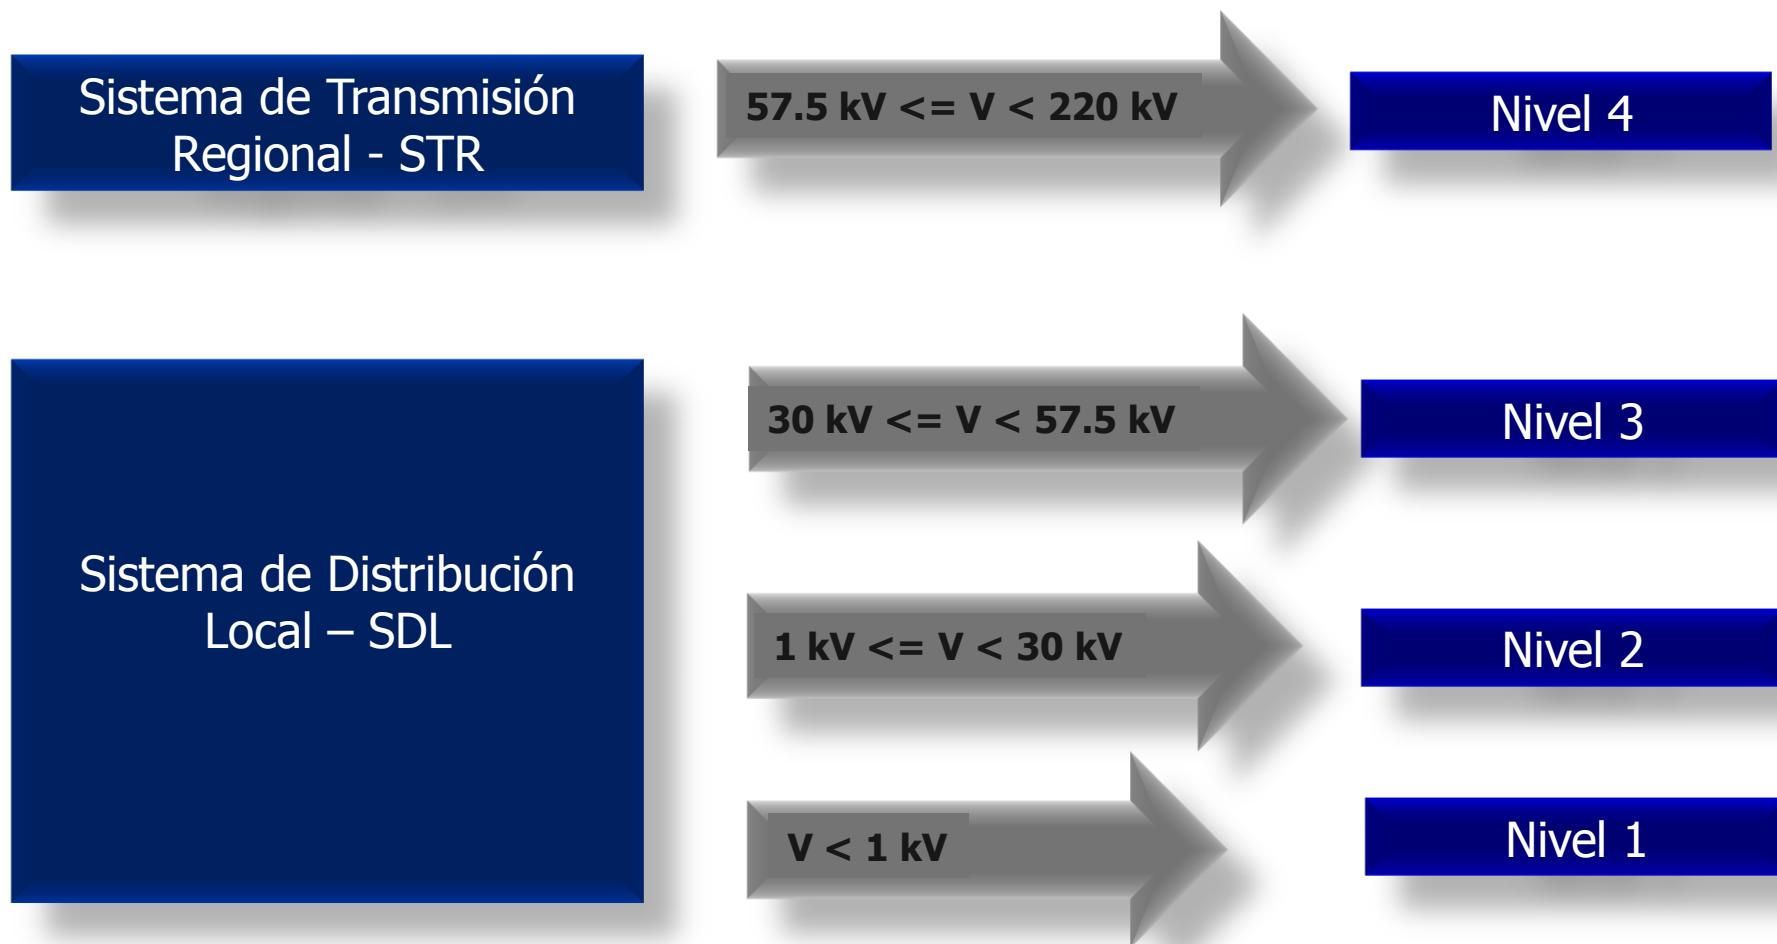 Sistema de Transmisión
Regional - STR
57.5 kV <= V < 220 kV
Nivel 4
Sistema de Distribución
Local – SDL
30 kV <= V < 57.5 kV
Nivel 3
1 kV <= V < 30 kV
Nivel 2
V < 1 kV
Nivel 1